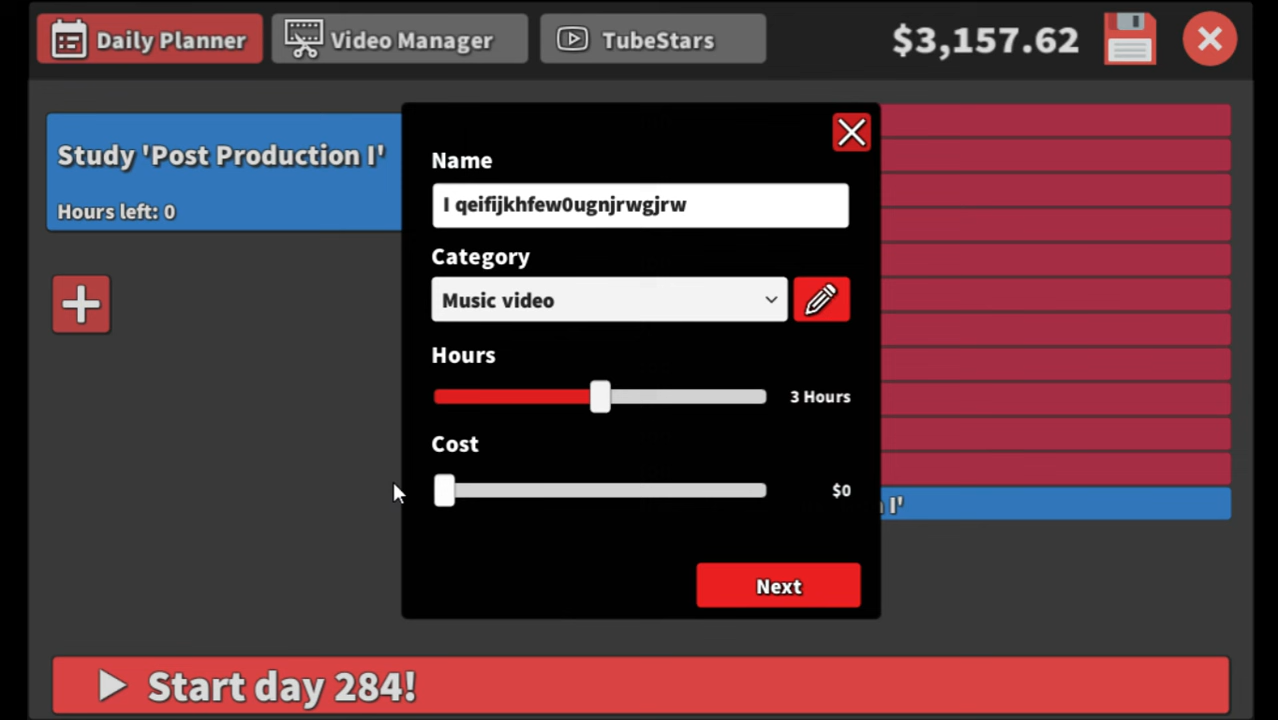 Daily Planner
Video Manager
TubeStars
$3,157.62
Study 'Post Production I'
Hours left: 0
Name
I qeifijkhfew0ugnjrwgjrw
Category
Music video
Hours
3 Hours
Cost
$0
I'
Next
Start day 284!